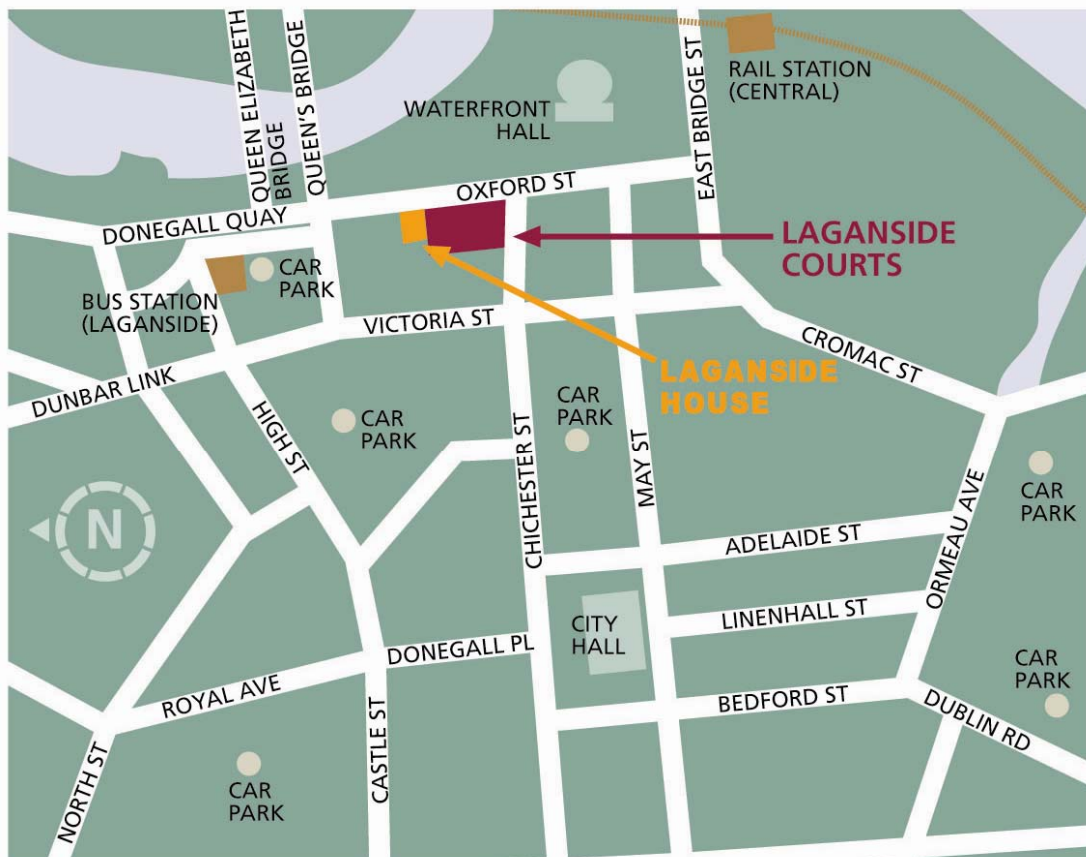 QUEEN ELIZABETH
BRIDGE
QUEEN'S BRIDGE
EAST BRIDGE ST
RAIL STATION
(CENTRAL)
WATERFRONT
HALL
OXFORD ST
DONEGALL QUAY
LAGANSIDE
COURTS
CAR
PARK
BUS STATION
(LAGANSIDE)
VICTORIA ST
CROMAC ST
LAGANSIDE
HOUSE
DUNBAR LINK
HIGH ST
CAR
PARK
CAR
PARK
CHICHESTER ST
MAY ST
CAR
PARK
ORMEAU AVE
N
ADELAIDE ST
LINENHALL ST
CITY
HALL
DONEGALL PL
ROYAL AVE
BEDFORD ST
CAR
PARK
DUBLIN RD
NORTH ST
CASTLE ST
CAR
PARK